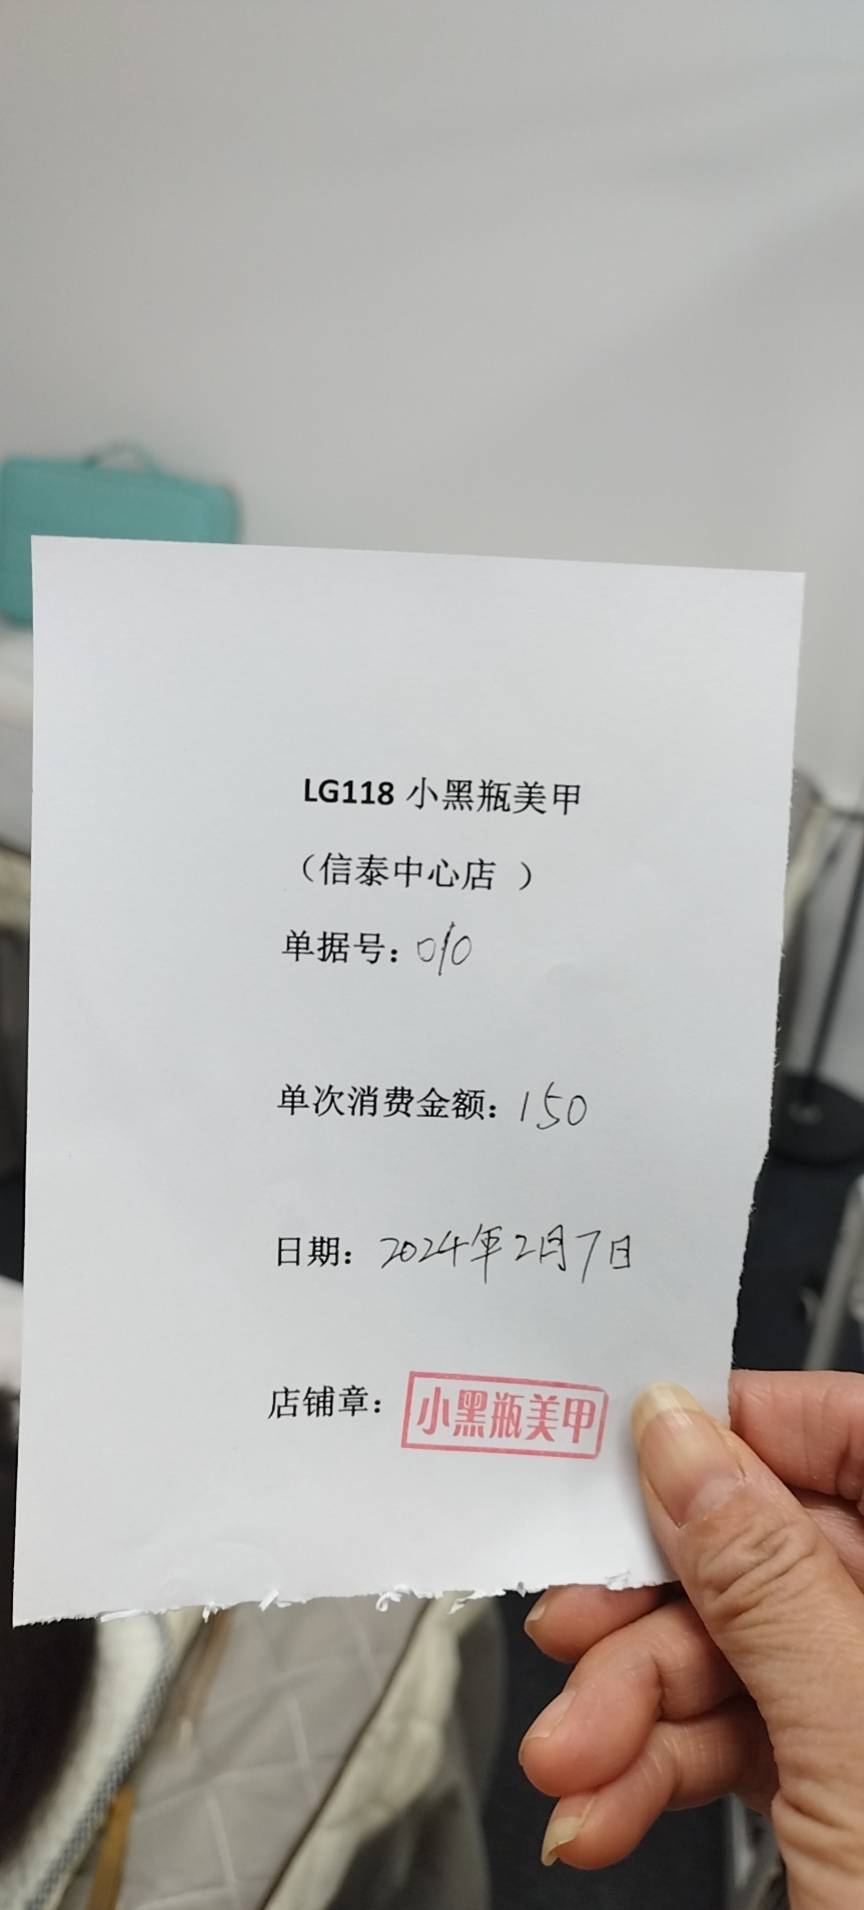 LG118 小黑瓶美甲
（信泰中心店 ）
单据号：010
单次消费金额：150
日期：2024年2月7日
店铺章：小黑瓶美甲